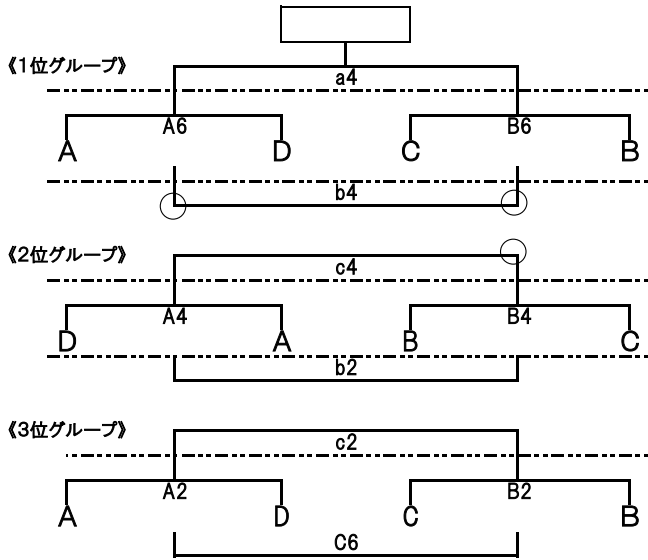 《1位グループ》
a4
A6 B6
A D C B
b4
《2位グループ》
c4
A4 B4
D A B C
b2
《3位グループ》
c2
A2 B2
A D C B
C6